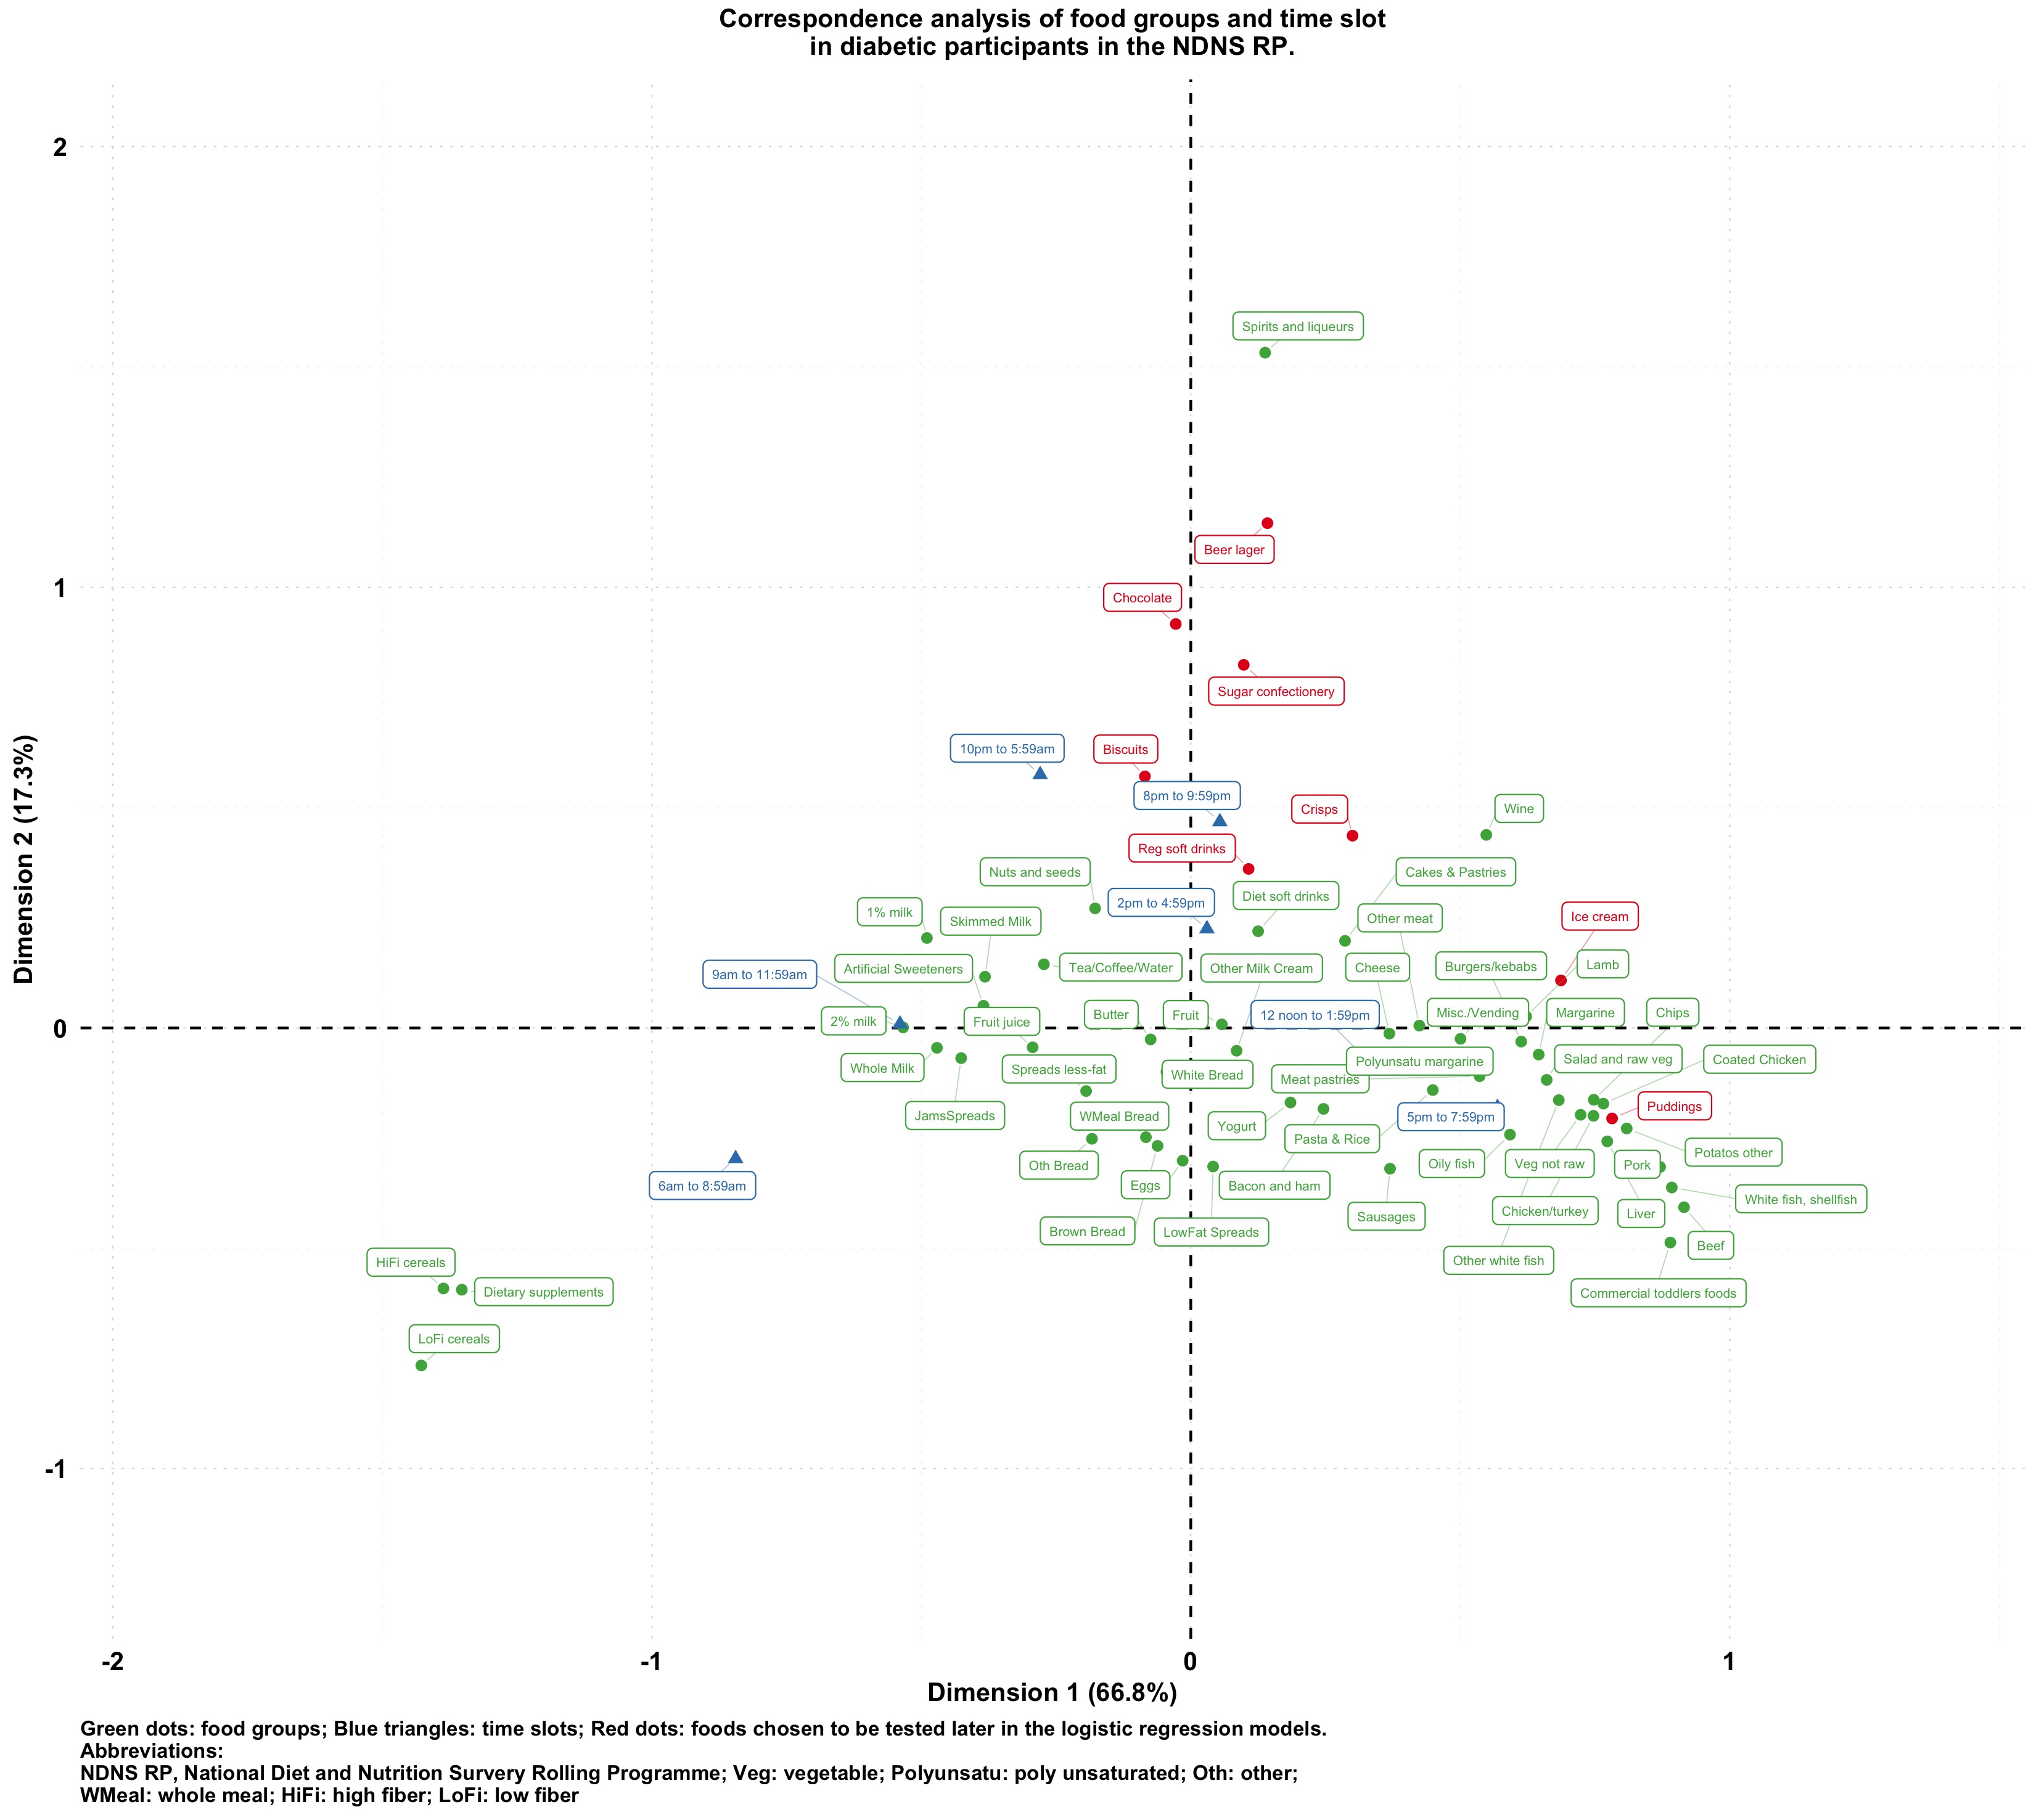 Correspondence analysis of food groups and time slot
in diabetic participants in the NDNS RP.
Dimension 2 (17.3%)
2
1
0
-1
Spirits and liqueurs
Beer lager
Chocolate
Sugar confectionery
10pm to 5:59am
Biscuits
8pm to 9:59pm
Crisps
Wine
Reg soft drinks
Nuts and seeds
Cakes & Pastries
Diet soft drinks
2pm to 4:59pm
1% milk
Skimmed Milk
Other meat
Ice cream
9am to 11:59am
Artificial Sweeteners
Tea/Coffee/Water
Other Milk Cream
Cheese
Burgers/kebabs
Lamb
2% milk
Fruit juice
Butter
Fruit
12 noon to 1:59pm
Misc./Vending
Margarine
Chips
Whole Milk
Spreads less-fat
White Bread
Meat pastries
Polyunsatu margarine
Salad and raw veg
Coated Chicken
JamsSpreads
WMeal Bread
Yogurt
Pasta & Rice
5pm to 7:59pm
Puddings
6am to 8:59am
Oth Bread
Eggs
Bacon and ham
Oily fish
Veg not raw
Pork
Potatos other
Brown Bread
LowFat Spreads
Sausages
Chicken/turkey
Liver
White fish, shellfish
HiFi cereals
Dietary supplements
Other white fish
Beef
LoFi cereals
Commercial toddlers foods
-2
-1
0
1
Dimension 1 (66.8%)
Green dots: food groups; Blue triangles: time slots; Red dots: foods chosen to be tested later in the logistic regression models.
Abbreviations:
NDNS RP, National Diet and Nutrition Survery Rolling Programme; Veg: vegetable; Polyunsatu: poly unsaturated; Oth: other;
WMeal: whole meal; HiFi: high fiber; LoFi: low fiber